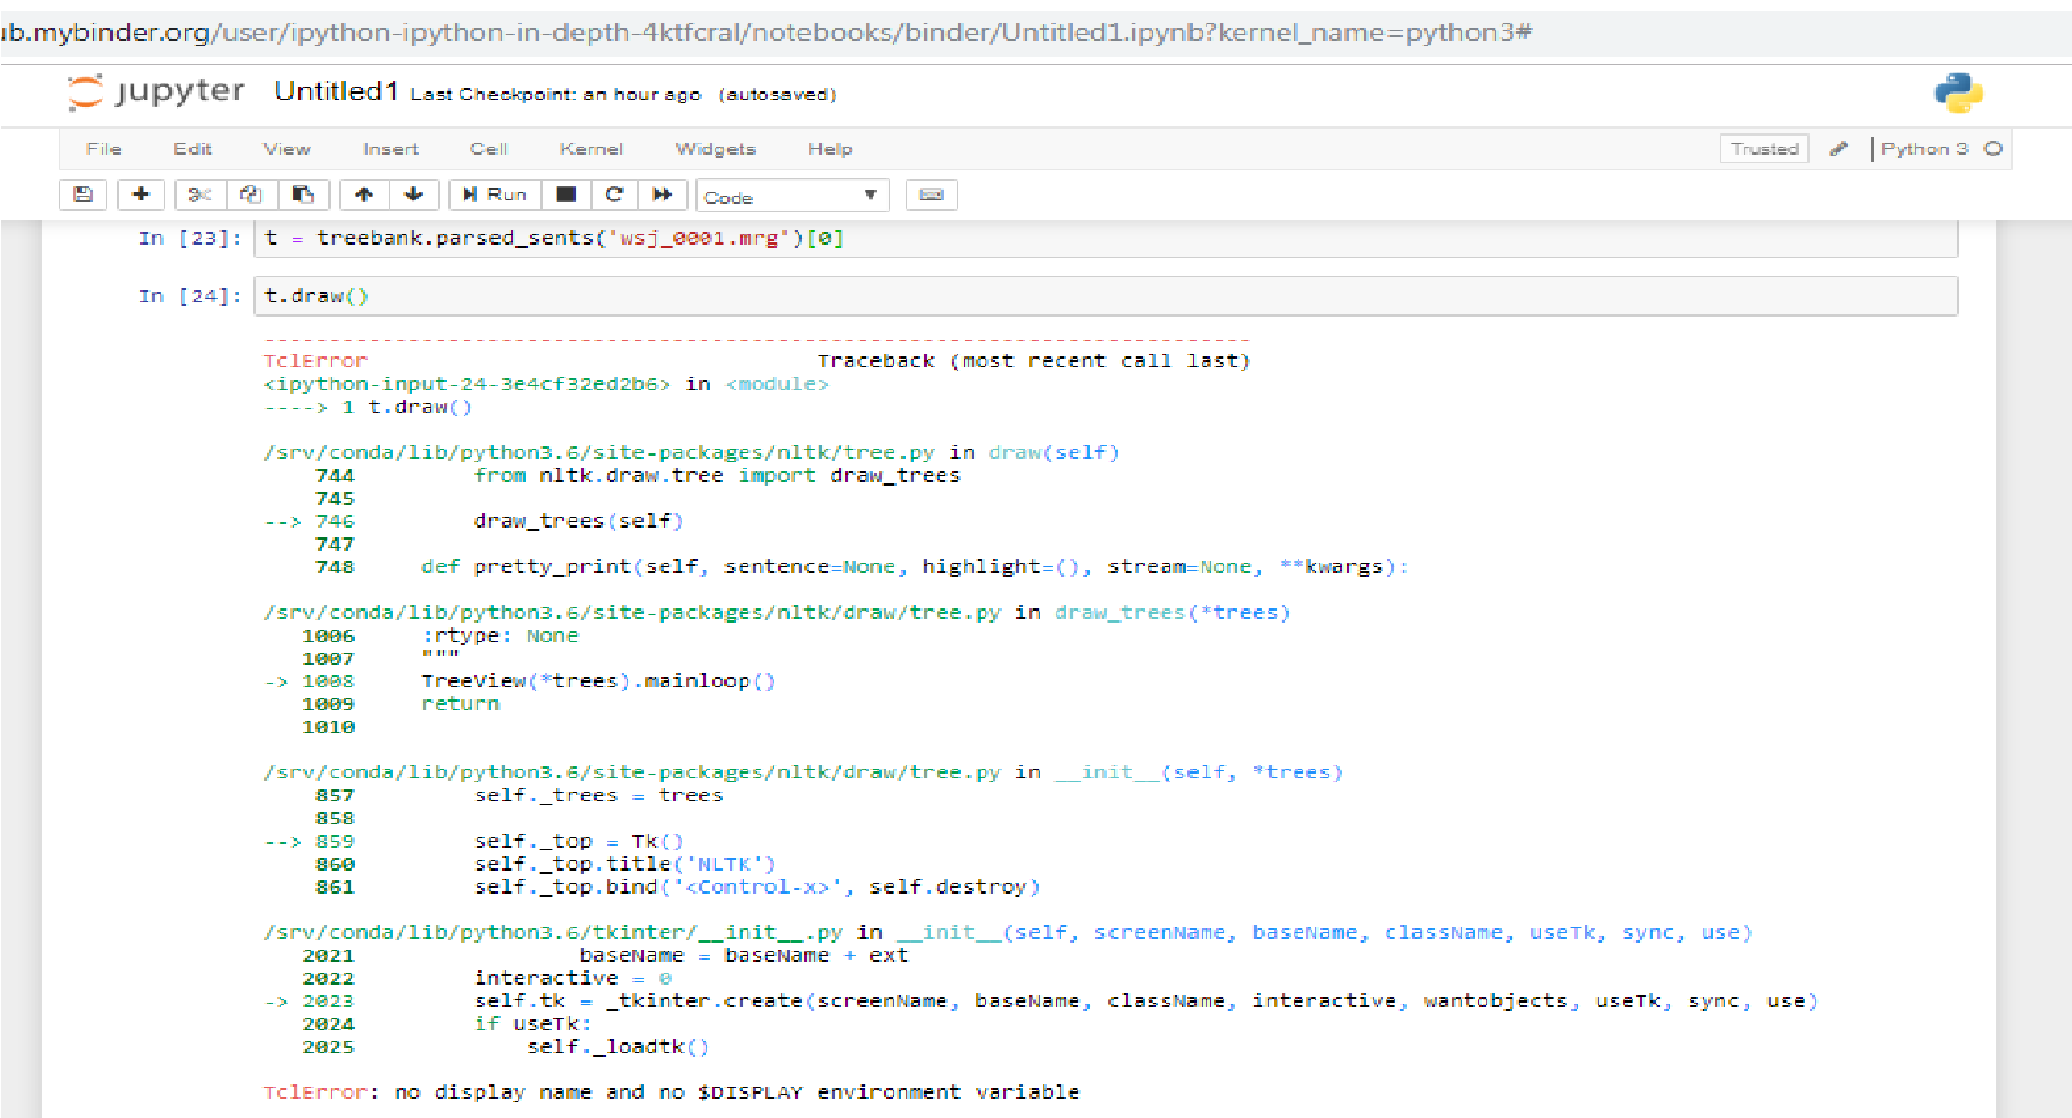 ub.mybinder.org/user/ipython-ipython-in-depth-4ktfcral/notebooks/binder/Untitled1.ipynb?kernel_name=python3#
jupyter Untitled1 Last Checkpoint: an hour ago (autosaved)
File Edit View Insert Cell Kernel Widgets Help Trusted Python 3
Run Code
In [23]: t = treebank.parsed_sents('wsj_0001.mrg')[0]
In [24]: t.draw()
---------------------------------------------------------------------------
TclError Traceback (most recent call last)
<ipython-input-24-3e4cf32ed2b6> in <module>
----> 1 t.draw()
/srv/conda/lib/python3.6/site-packages/nltk/tree.py in draw(self)
744 from nltk.draw.tree import draw_trees
745
--> 746 draw_trees(self)
747
748 def pretty_print(self, sentence=None, highlight=(), stream=None, **kwargs):
/srv/conda/lib/python3.6/site-packages/nltk/draw/tree.py in draw_trees(*trees)
1006 :rtype: None
1007 """
-> 1008 TreeView(*trees).mainloop()
1009 return
1010
/srv/conda/lib/python3.6/site-packages/nltk/draw/tree.py in __init__(self, *trees)
857 self._trees = trees
858
--> 859 self._top = Tk()
860 self._top.title('NLTK')
861 self._top.bind('<Control-x>', self.destroy)
/srv/conda/lib/python3.6/tkinter/__init__.py in __init__(self, screenName, baseName, className, useTk, sync, use)
2021 baseName = baseName + ext
2022 interactive = 0
-> 2023 self.tk = _tkinter.create(screenName, baseName, className, interactive, wantobjects, useTk, sync, use)
2024 if useTk:
2025 self._loadtk()
TclError: no display name and no $DISPLAY environment variable